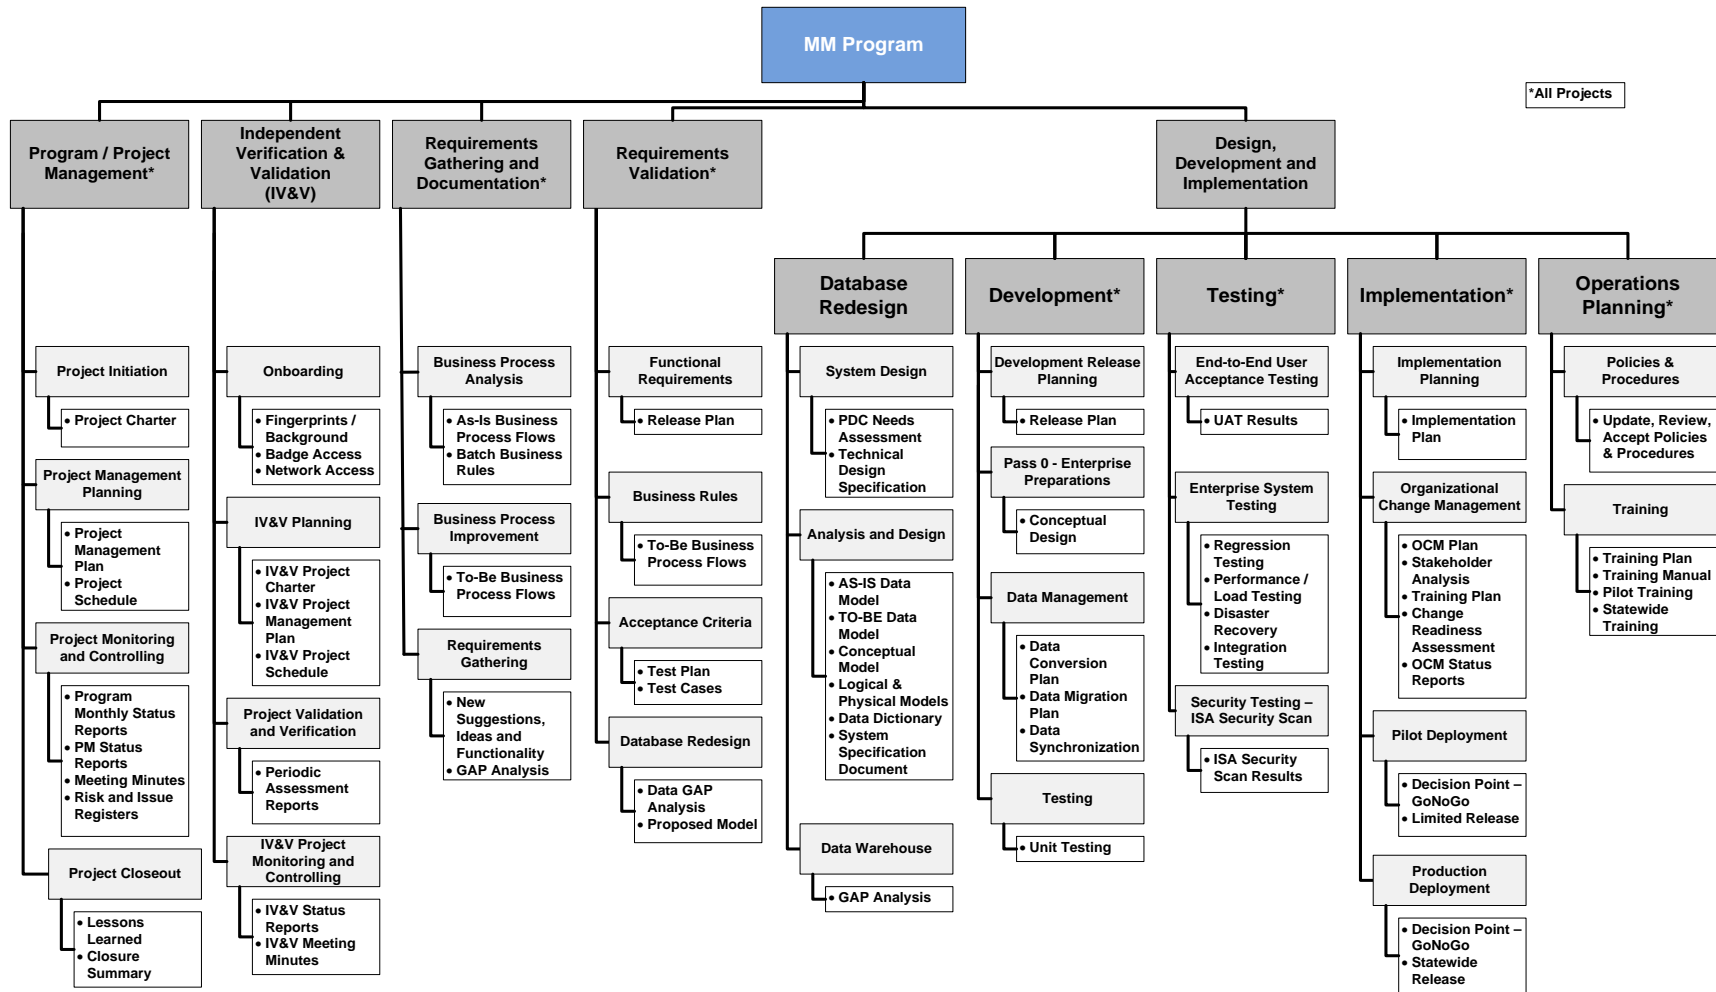 MM Program
*All Projects
Program / Project
Management*
Independent
Verification &
Validation
(IV&V)
Requirements
Gathering and
Documentation*
Requirements
Validation*
Design,
Development and
Implementation
Database
Redesign
Development*
Testing*
Implementation*
Operations
Planning*
Project Initiation
• Project Charter
Project Management
Planning
• Project
Management
Plan
• Project
Schedule
Project Monitoring
and Controlling
• Program
Monthly Status
Reports
• PM Status
Reports
• Meeting Minutes
• Risk and Issue
Registers
Project Closeout
• Lessons
Learned
• Closure
Summary
Onboarding
• Fingerprints /
Background
• Badge Access
• Network Access
IV&V Planning
• IV&V Project
Charter
• IV&V Project
Management
Plan
• IV&V Project
Schedule
Project Validation
and Verification
• Periodic
Assessment
Reports
IV&V Project
Monitoring and
Controlling
• IV&V Status
Reports
• IV&V Meeting
Minutes
Business Process
Analysis
• As-Is Business
Process Flows
• Batch Business
Rules
Business Process
Improvement
• To-Be Business
Process Flows
Requirements
Gathering
• New
Suggestions,
Ideas and
Functionality
• GAP Analysis
Functional
Requirements
• Release Plan
Business Rules
• To-Be Business
Process Flows
Acceptance Criteria
• Test Plan
• Test Cases
Database Redesign
• Data GAP
Analysis
• Proposed Model
System Design
• PDC Needs
Assessment
• Technical
Design
Specification
Analysis and Design
• AS-IS Data
Model
• TO-BE Data
Model
• Conceptual
Model
• Logical &
Physical Models
• Data Dictionary
• System
Specification
Document
Data Warehouse
• GAP Analysis
Development Release
Planning
• Release Plan
Pass 0 - Enterprise
Preparations
• Conceptual
Design
Data Management
• Data
Conversion
Plan
• Data Migration
Plan
• Data
Synchronization
Testing
• Unit Testing
End-to-End User
Acceptance Testing
• UAT Results
Enterprise System
Testing
• Regression
Testing
• Performance /
Load Testing
• Disaster
Recovery
• Integration
Testing
Security Testing –
ISA Security Scan
• ISA Security
Scan Results
Implementation
Planning
• Implementation
Plan
Organizational
Change Management
• OCM Plan
• Stakeholder
Analysis
• Training Plan
• Change
Readiness
Assessment
• OCM Status
Reports
Pilot Deployment
• Decision Point –
GoNoGo
• Limited Release
Production
Deployment
• Decision Point –
GoNoGo
• Statewide
Release
Policies &
Procedures
• Update, Review,
Accept Policies
& Procedures
Training
• Training Plan
• Training Manual
• Pilot Training
• Statewide
Training